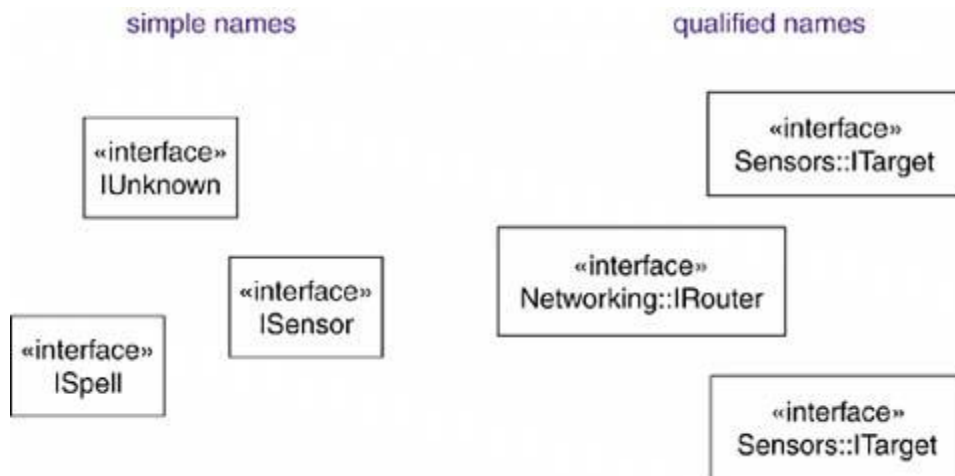 simple names
qualified names
«interface»
IUnknown
«interface»
ISensor
«interface»
ISpell
«interface»
Sensors::ITarget
«interface»
Networking::IRouter
«interface»
Sensors::ITarget